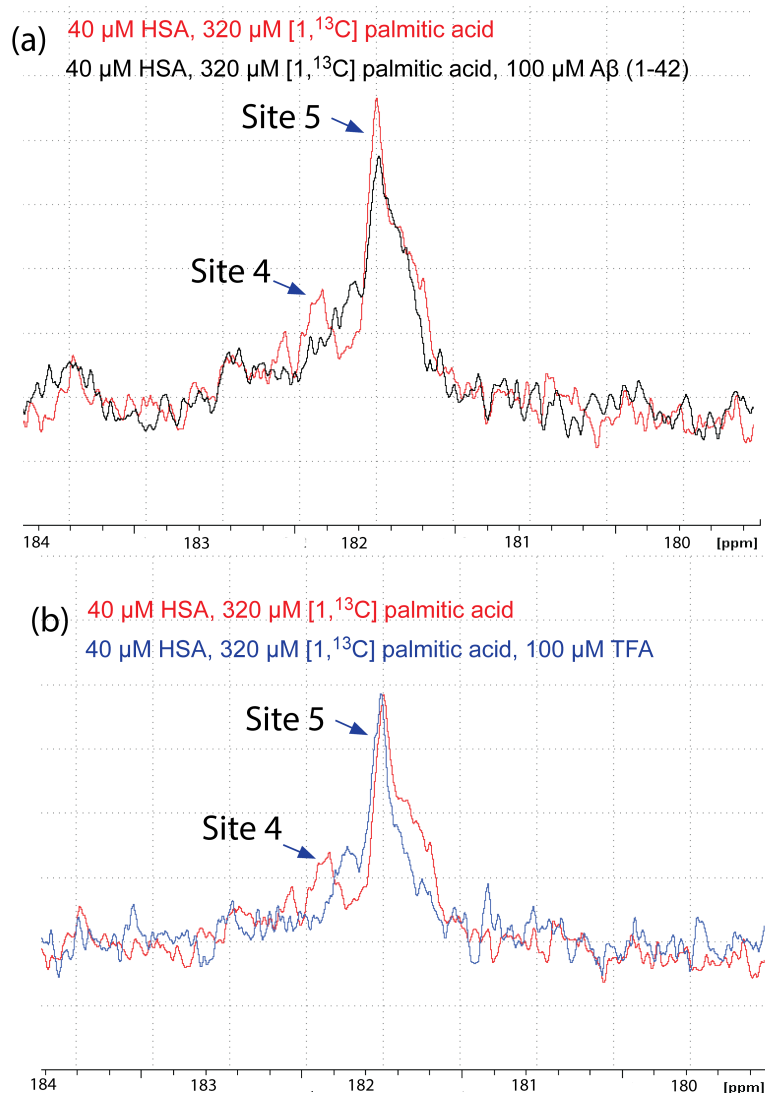 (a)
40 µM HSA, 320 µM [1,¹³C] palmitic acid
40 µM HSA, 320 µM [1,¹³C] palmitic acid, 100 µM Aβ (1-42)
Site 5
Site 4
184 183 182 181 180 [ppm]
(b)
40 µM HSA, 320 µM [1,¹³C] palmitic acid
40 µM HSA, 320 µM [1,¹³C] palmitic acid, 100 µM TFA
Site 5
Site 4
184 183 182 181 180 [ppm]